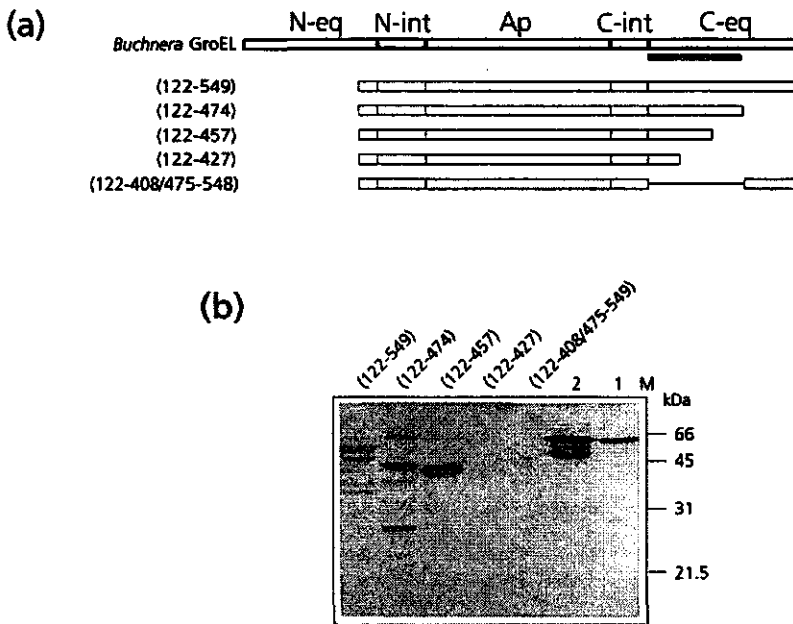 (a)
N-eq N-int Ap C-int C-eq
Buchnera GroEL
(122-549)
(122-474)
(122-457)
(122-427)
(122-408/475-548)
(b)
(122-549)
(122-474)
(122-457)
(122-427)
(122-408/475-549)
2 1 M
kDa
66
45
31
21.5